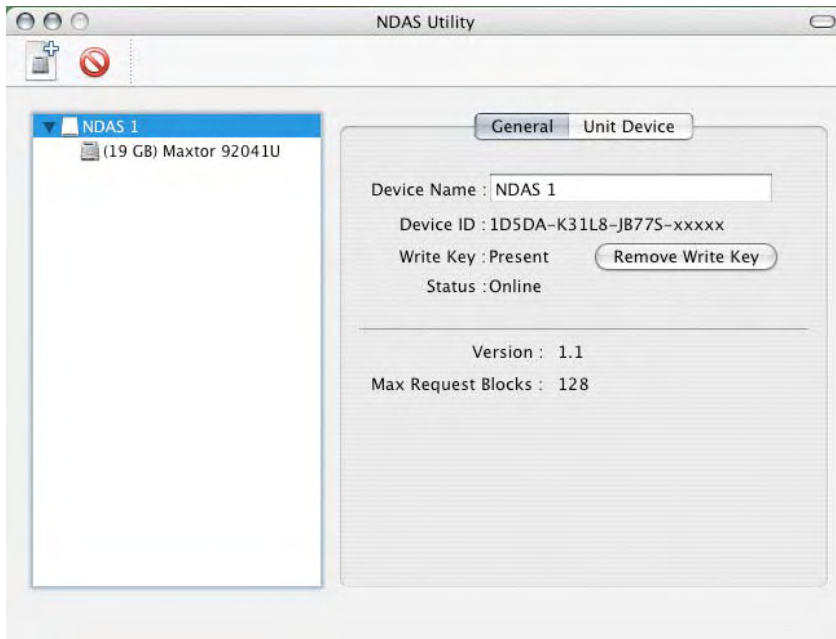 NDAS Utility
NDAS 1
(19 GB) Maxtor 92041U
General Unit Device
Device Name : NDAS 1
Device ID : 1D5DA-K31L8-JB77S-xxxxx
Write Key : Present Remove Write Key
Status : Online
Version : 1.1
Max Request Blocks : 128